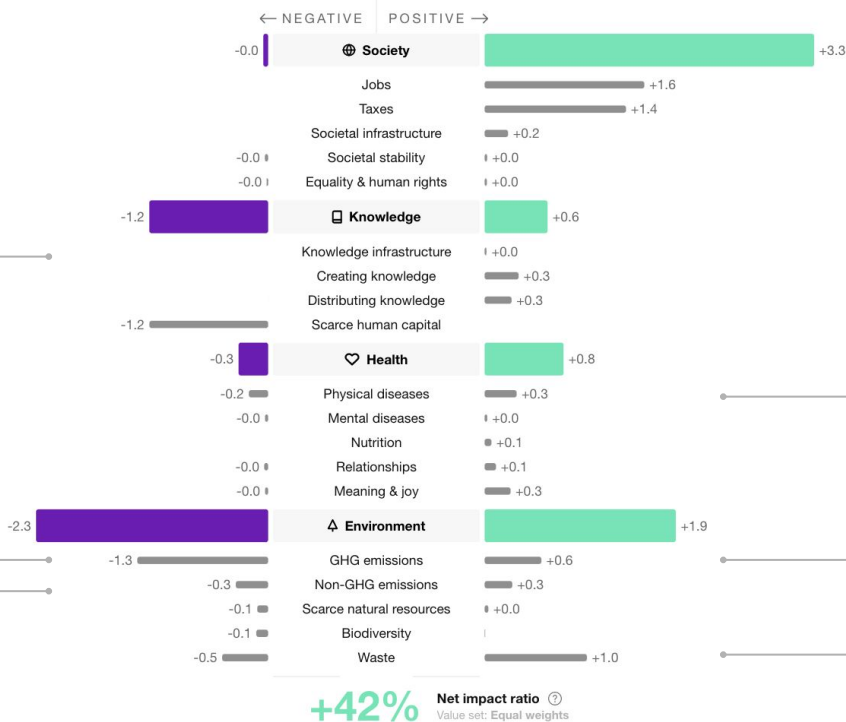 ← NEGATIVE POSITIVE →
-0.0 Society +3.3
Jobs +1.6
Taxes +1.4
Societal infrastructure +0.2
-0.0 Societal stability +0.0
-0.0 Equality & human rights +0.0
-1.2 Knowledge +0.6
Knowledge infrastructure +0.0
Creating knowledge +0.3
Distributing knowledge +0.3
-1.2 Scarce human capital
-0.3 Health +0.8
-0.2 Physical diseases +0.3
-0.0 Mental diseases +0.0
Nutrition +0.1
-0.0 Relationships +0.1
-0.0 Meaning & joy +0.3
-2.3 Environment +1.9
-1.3 GHG emissions +0.6
-0.3 Non-GHG emissions +0.3
-0.1 Scarce natural resources +0.0
-0.1 Biodiversity
-0.5 Waste +1.0
+42% Net impact ratio ?
Value set: Equal weights